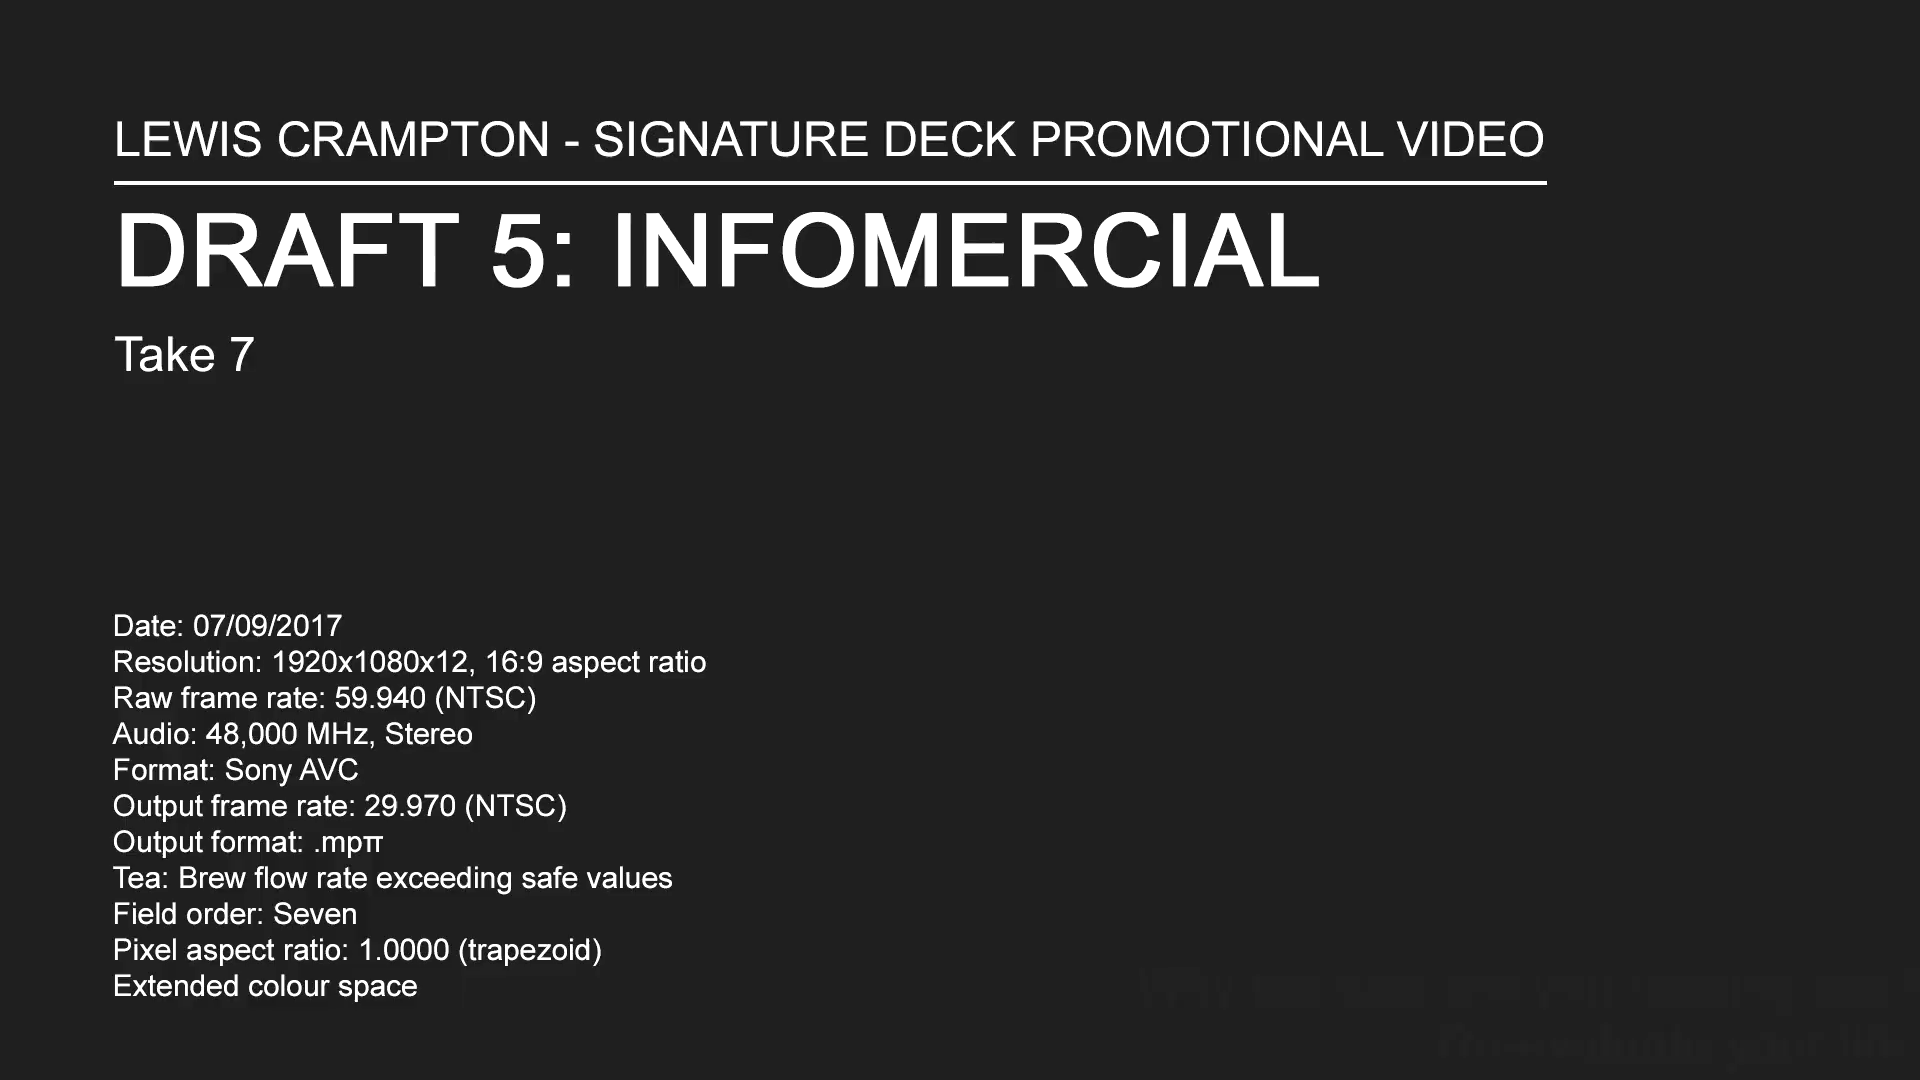 LEWIS CRAMPTON - SIGNATURE DECK PROMOTIONAL VIDEO
DRAFT 5: INFOMERCIAL
Take 7
Date: 07/09/2017
Resolution: 1920x1080x12, 16:9 aspect ratio
Raw frame rate: 59.940 (NTSC)
Audio: 48,000 MHz, Stereo
Format: Sony AVC
Output frame rate: 29.970 (NTSC)
Output format: .mpπ
Tea: Brew flow rate exceeding safe values
Field order: Seven
Pixel aspect ratio: 1.0000 (trapezoid)
Extended colour space